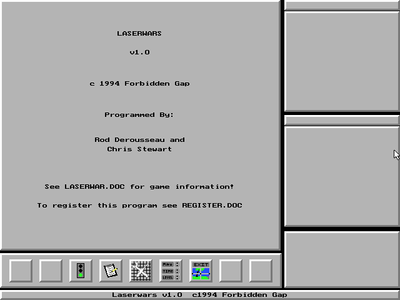 LASERWARS
v1.0
c 1994 Forbidden Gap
Programmed By:
Rod Derousseau and
Chris Stewart
See LASERWAR.DOC for game information!
To register this program see REGISTER.DOC
EXIT
Laserwars v1.0 c1994 Forbidden Gap